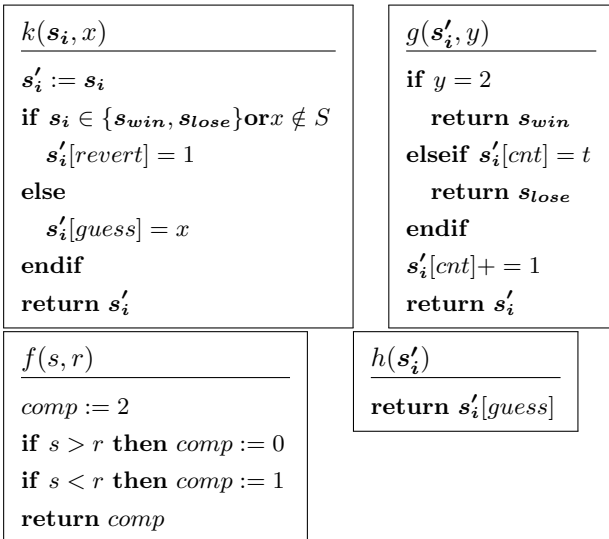 k(s_i, x)
s'_i := s_i
if s_i ∈ {s_win, s_lose}orx ∉ S
s'_i[revert] = 1
else
s'_i[guess] = x
endif
return s'_i
g(s'_i, y)
if y = 2
return s_win
elseif s'_i[cnt] = t
return s_lose
endif
s'_i[cnt]+ = 1
return s'_i
f(s, r)
comp := 2
if s > r then comp := 0
if s < r then comp := 1
return comp
h(s'_i)
return s'_i[guess]